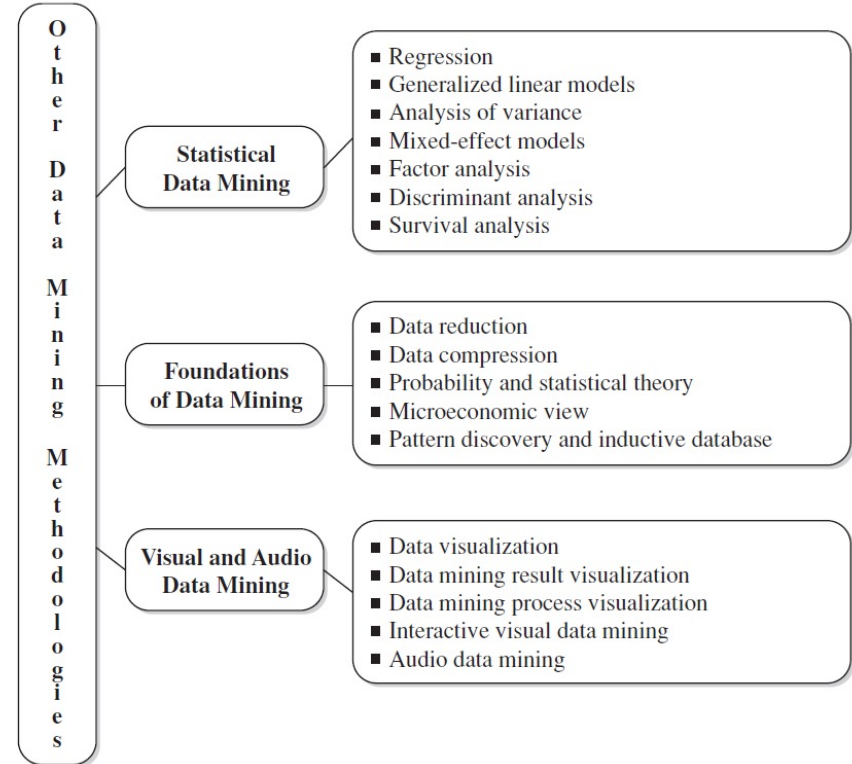 Other Data Mining Methodologies
Statistical
Data Mining
Regression
Generalized linear models
Analysis of variance
Mixed-effect models
Factor analysis
Discriminant analysis
Survival analysis
Foundations
of Data Mining
Data reduction
Data compression
Probability and statistical theory
Microeconomic view
Pattern discovery and inductive database
Visual and Audio
Data Mining
Data visualization
Data mining result visualization
Data mining process visualization
Interactive visual data mining
Audio data mining